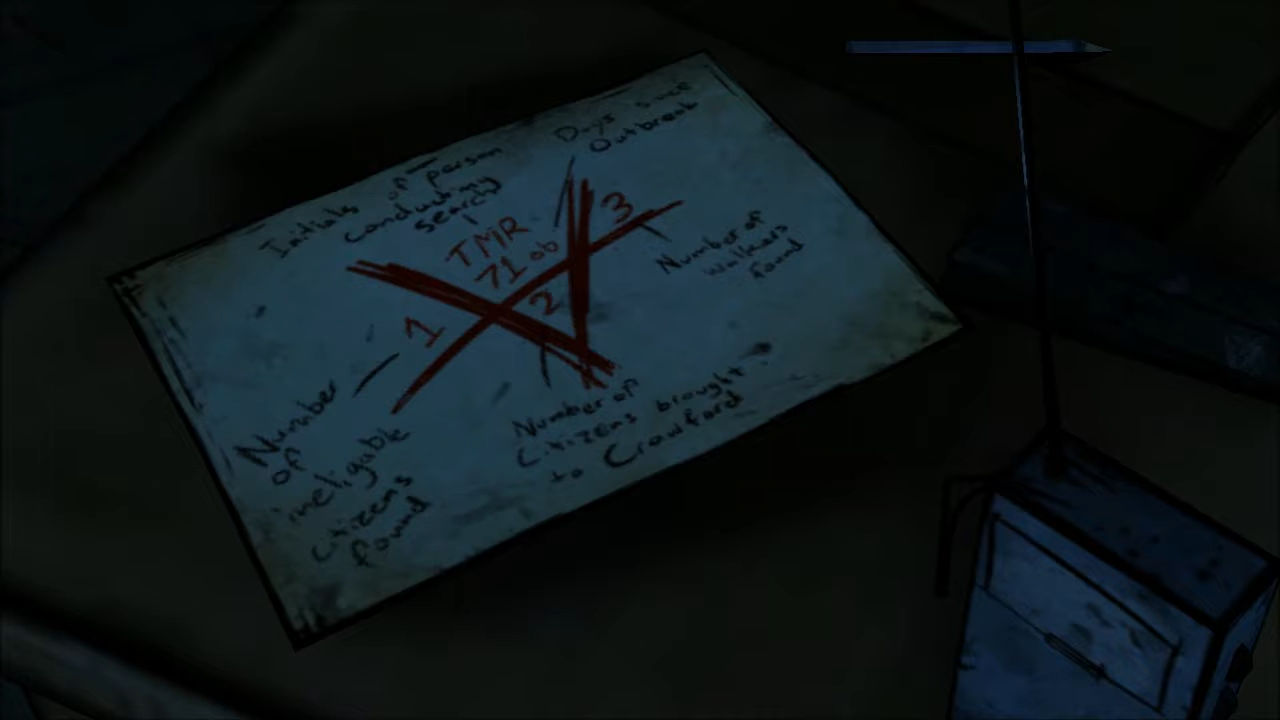 Days since
Outbreak
Initials of person
conducting
search
TMR
71 ob
3
Number of
walkers
found
2
1
Number
of
ineligable
citizens
found
Number of
Citizens brought
to Crawford